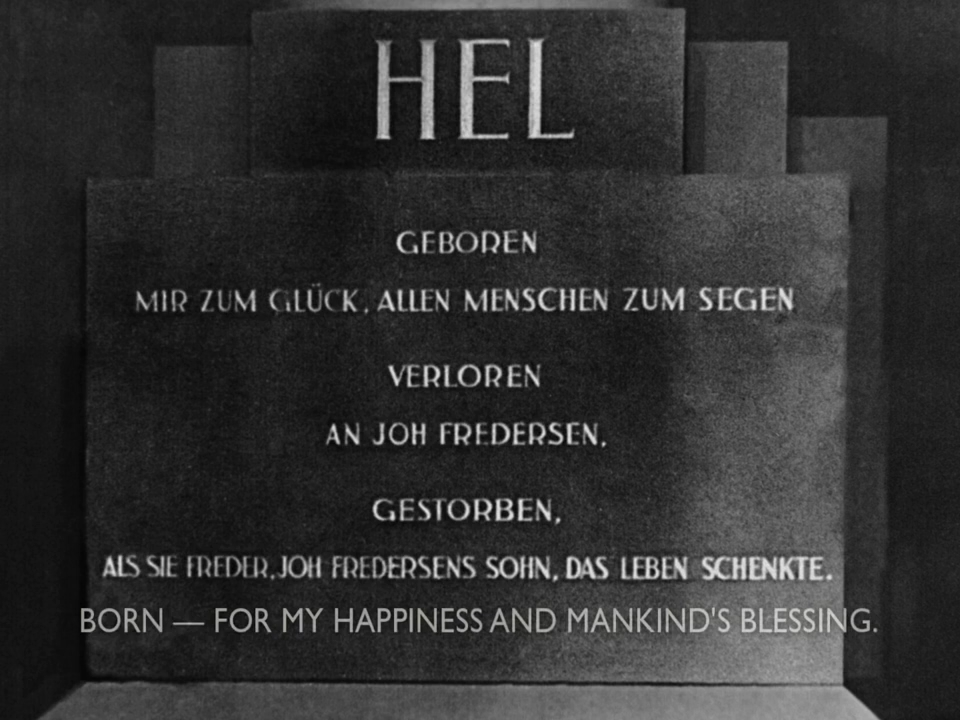 HEL
GEBOREN
MIR ZUM GLÜCK, ALLEN MENSCHEN ZUM SEGEN
VERLOREN
AN JOH FREDERSEN,
GESTORBEN,
ALS SIE FREDER, JOH FREDERSENS SOHN, DAS LEBEN SCHENKTE.
BORN — FOR MY HAPPINESS AND MANKIND'S BLESSING.